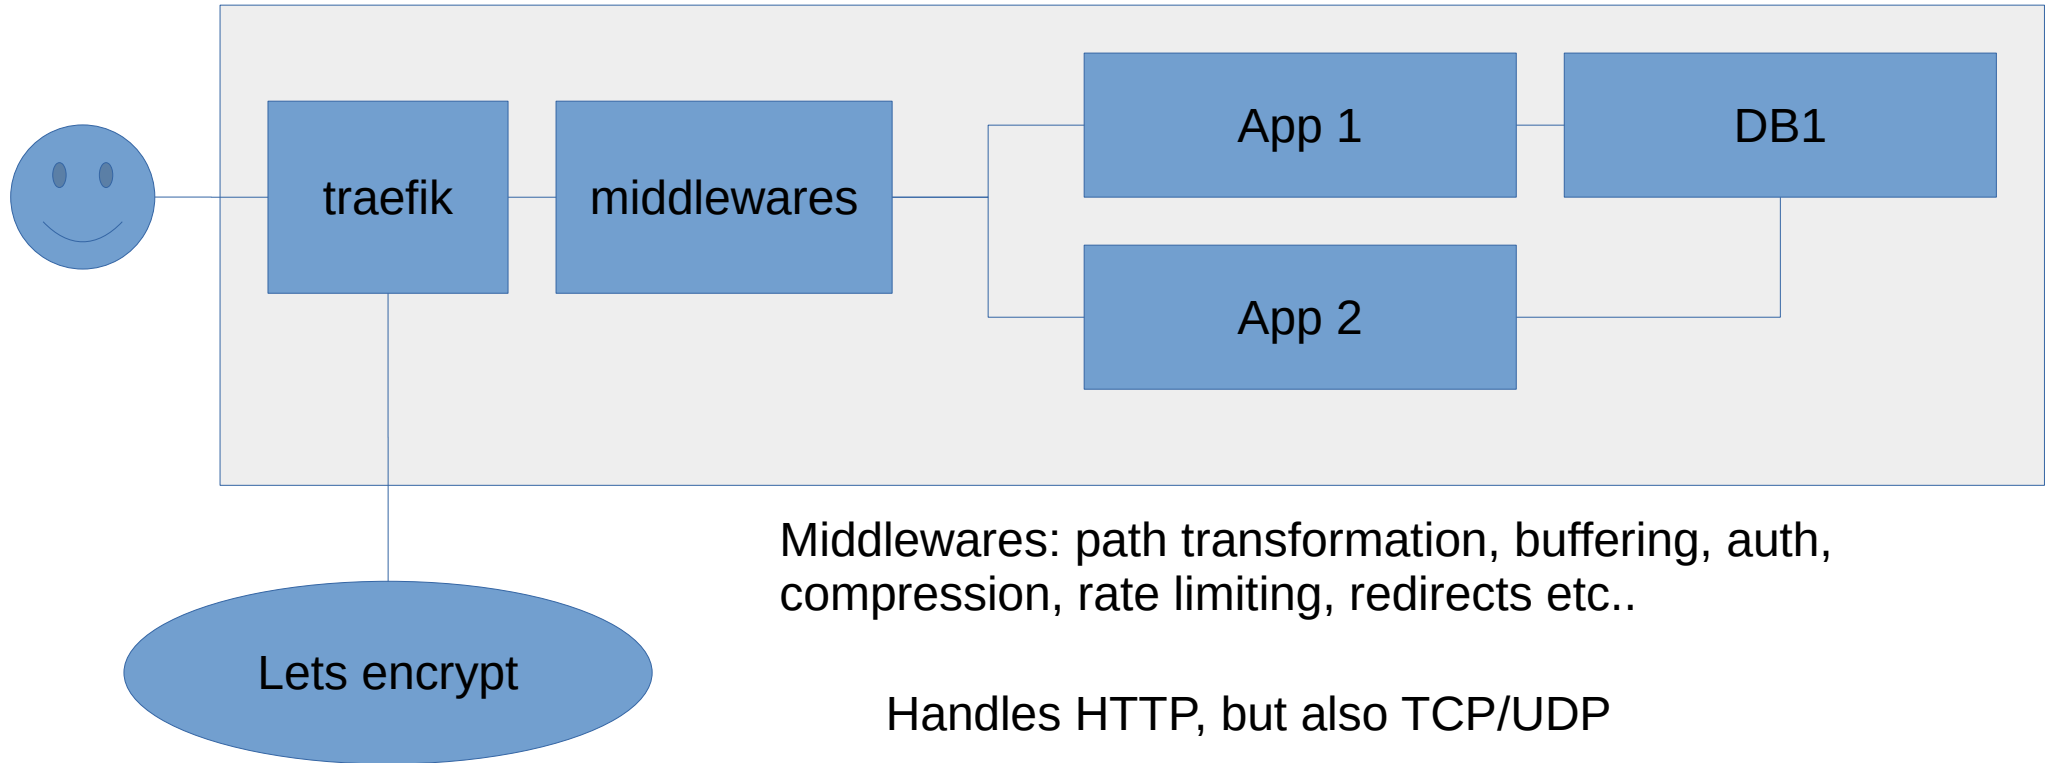 traefik
middlewares
App 1
DB1
App 2
Lets encrypt
Middlewares: path transformation, buffering, auth,
compression, rate limiting, redirects etc..
Handles HTTP, but also TCP/UDP